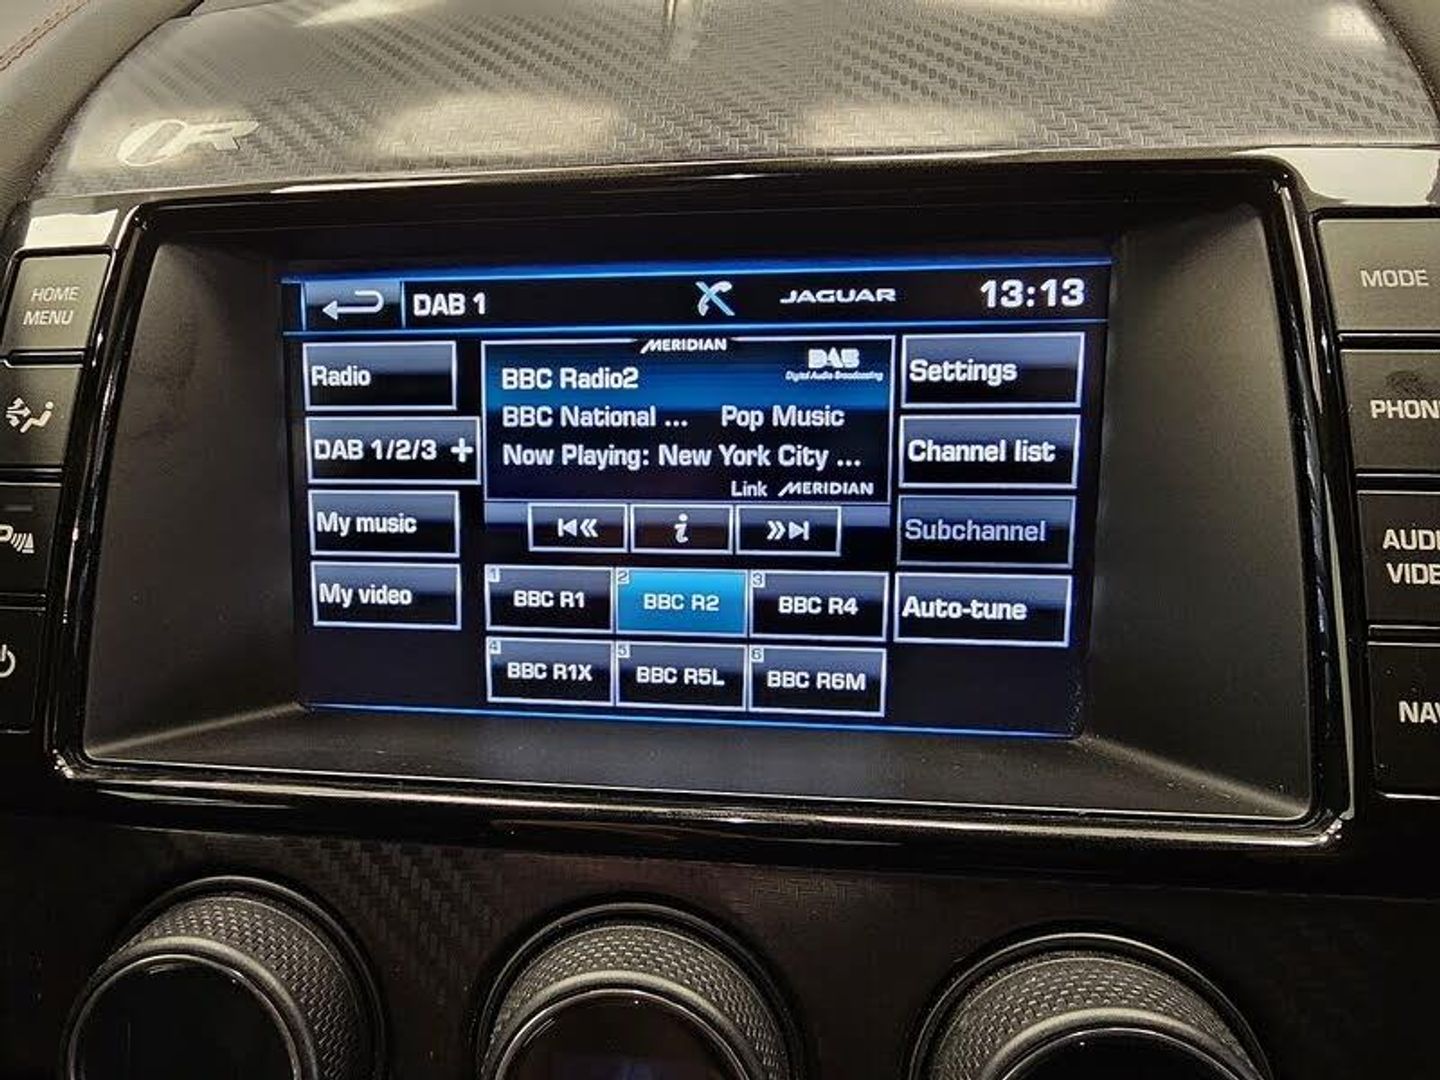 R
HOME
MENU
MODE
DAB 1
JAGUAR
13:13
MERIDIAN
Radio
BBC Radio2
DAB
Digital Audio Broadcasting
Settings
PHON
DAB 1/2/3 +
BBC National ... Pop Music
Now Playing: New York City ...
Link MERIDIAN
Channel list
My music
i
Subchannel
P
AUDI
VIDE
My video
1 BBC R1
2 BBC R2
3 BBC R4
Auto-tune
4 BBC R1X
5 BBC R5L
6 BBC R6M
NAV